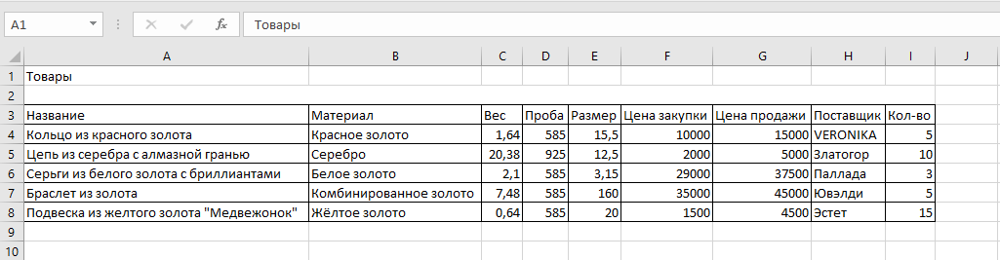 A1 fx Товары
A B C D E F G H I J
1 Товары
2
3 Название Материал Вес Проба Размер Цена закупки Цена продажи Поставщик Кол-во
4 Кольцо из красного золота Красное золото 1,64 585 15,5 10000 15000 VERONIKA 5
5 Цепь из серебра с алмазной гранью Серебро 20,38 925 12,5 2000 5000 Златогор 10
6 Серьги из белого золота с бриллиантами Белое золото 2,1 585 3,15 29000 37500 Паллада 3
7 Браслет из золота Комбинированное золото 7,48 585 160 35000 45000 Ювэлди 5
8 Подвеска из желтого золота "Медвежонок" Жёлтое золото 0,64 585 20 1500 4500 Эстет 15
9
10